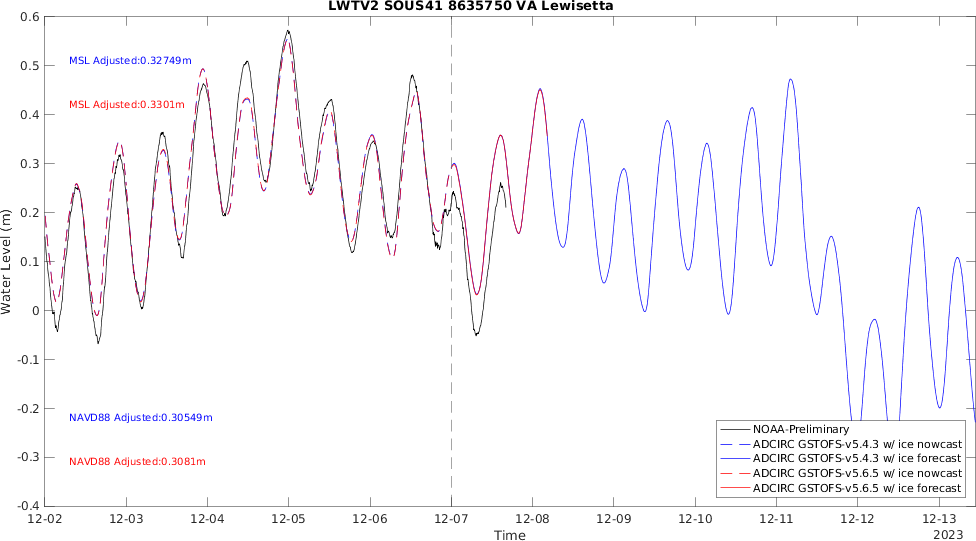 LWTV2 SOUS41 8635750 VA Lewisetta
0.6
0.5
0.4
0.3
0.2
0.1
0
-0.1
-0.2
-0.3
-0.4
Water Level (m)
MSL Adjusted:0.32749m
MSL Adjusted:0.3301m
NAVD88 Adjusted:0.30549m
NAVD88 Adjusted:0.3081m
NOAA-Preliminary
ADCIRC GSTOFS-v5.4.3 w/ ice nowcast
ADCIRC GSTOFS-v5.4.3 w/ ice forecast
ADCIRC GSTOFS-v5.6.5 w/ ice nowcast
ADCIRC GSTOFS-v5.6.5 w/ ice forecast
12-02 12-03 12-04 12-05 12-06 12-07 12-08 12-09 12-10 12-11 12-12 12-13
Time
2023